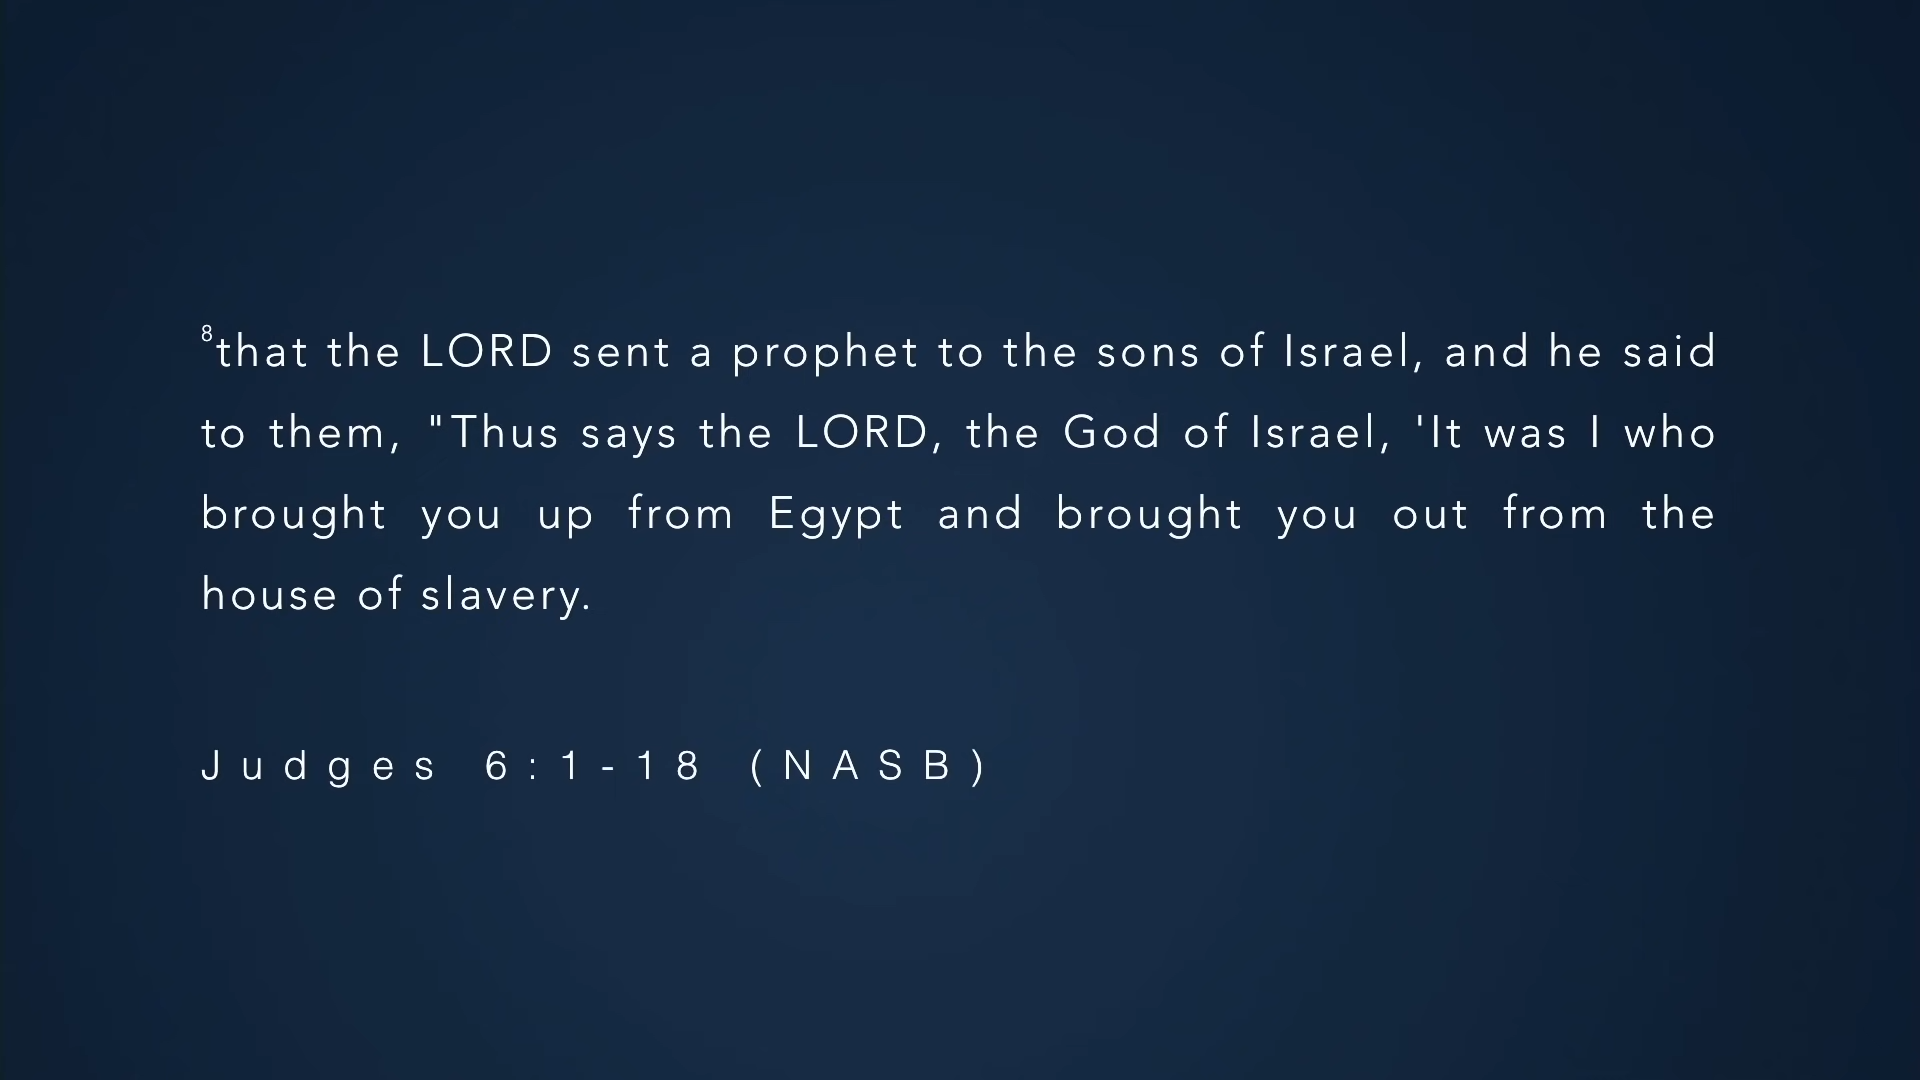 ⁸that the LORD sent a prophet to the sons of Israel, and he said
to them, "Thus says the LORD, the God of Israel, 'It was I who
brought you up from Egypt and brought you out from the
house of slavery.
Judges 6:1-18 (NASB)